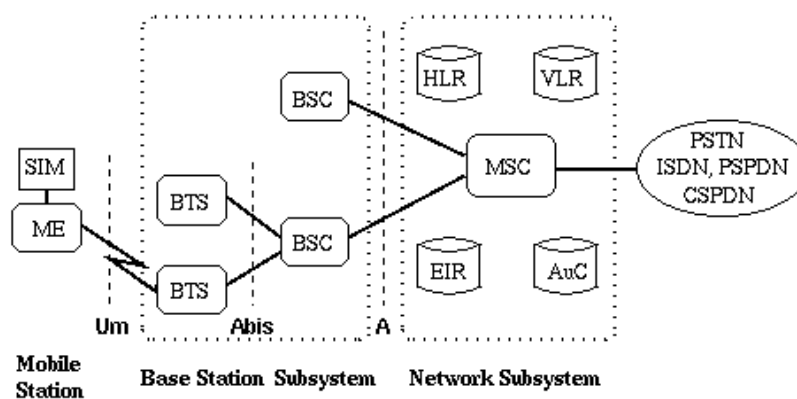 HLR
VLR
BSC
PSTN
ISDN, PSPDN
CSPDN
MSC
SIM
BTS
ME
BSC
EIR
AuC
BTS
Um
Abis
A
Mobile
Station
Base Station Subsystem
Network Subsystem